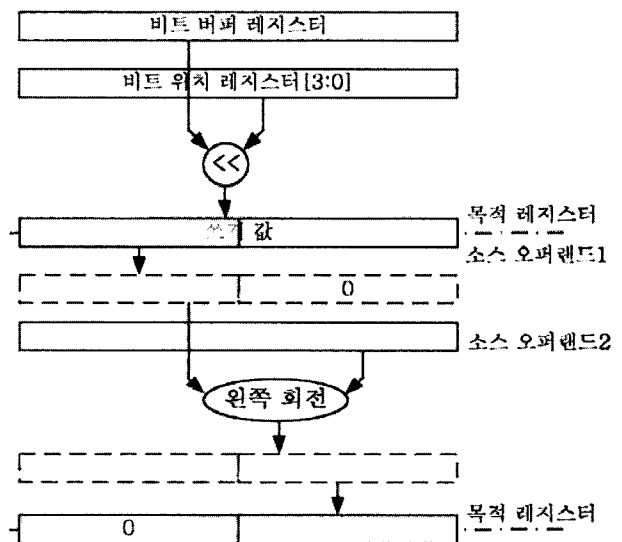 비트 버퍼 레지스터
비트 위치 레지스터[3:0]
<<
목적 레지스터
쓰기 값
소스 오퍼랜드1
0
소스 오퍼랜드2
왼쪽 회전
목적 레지스터
0